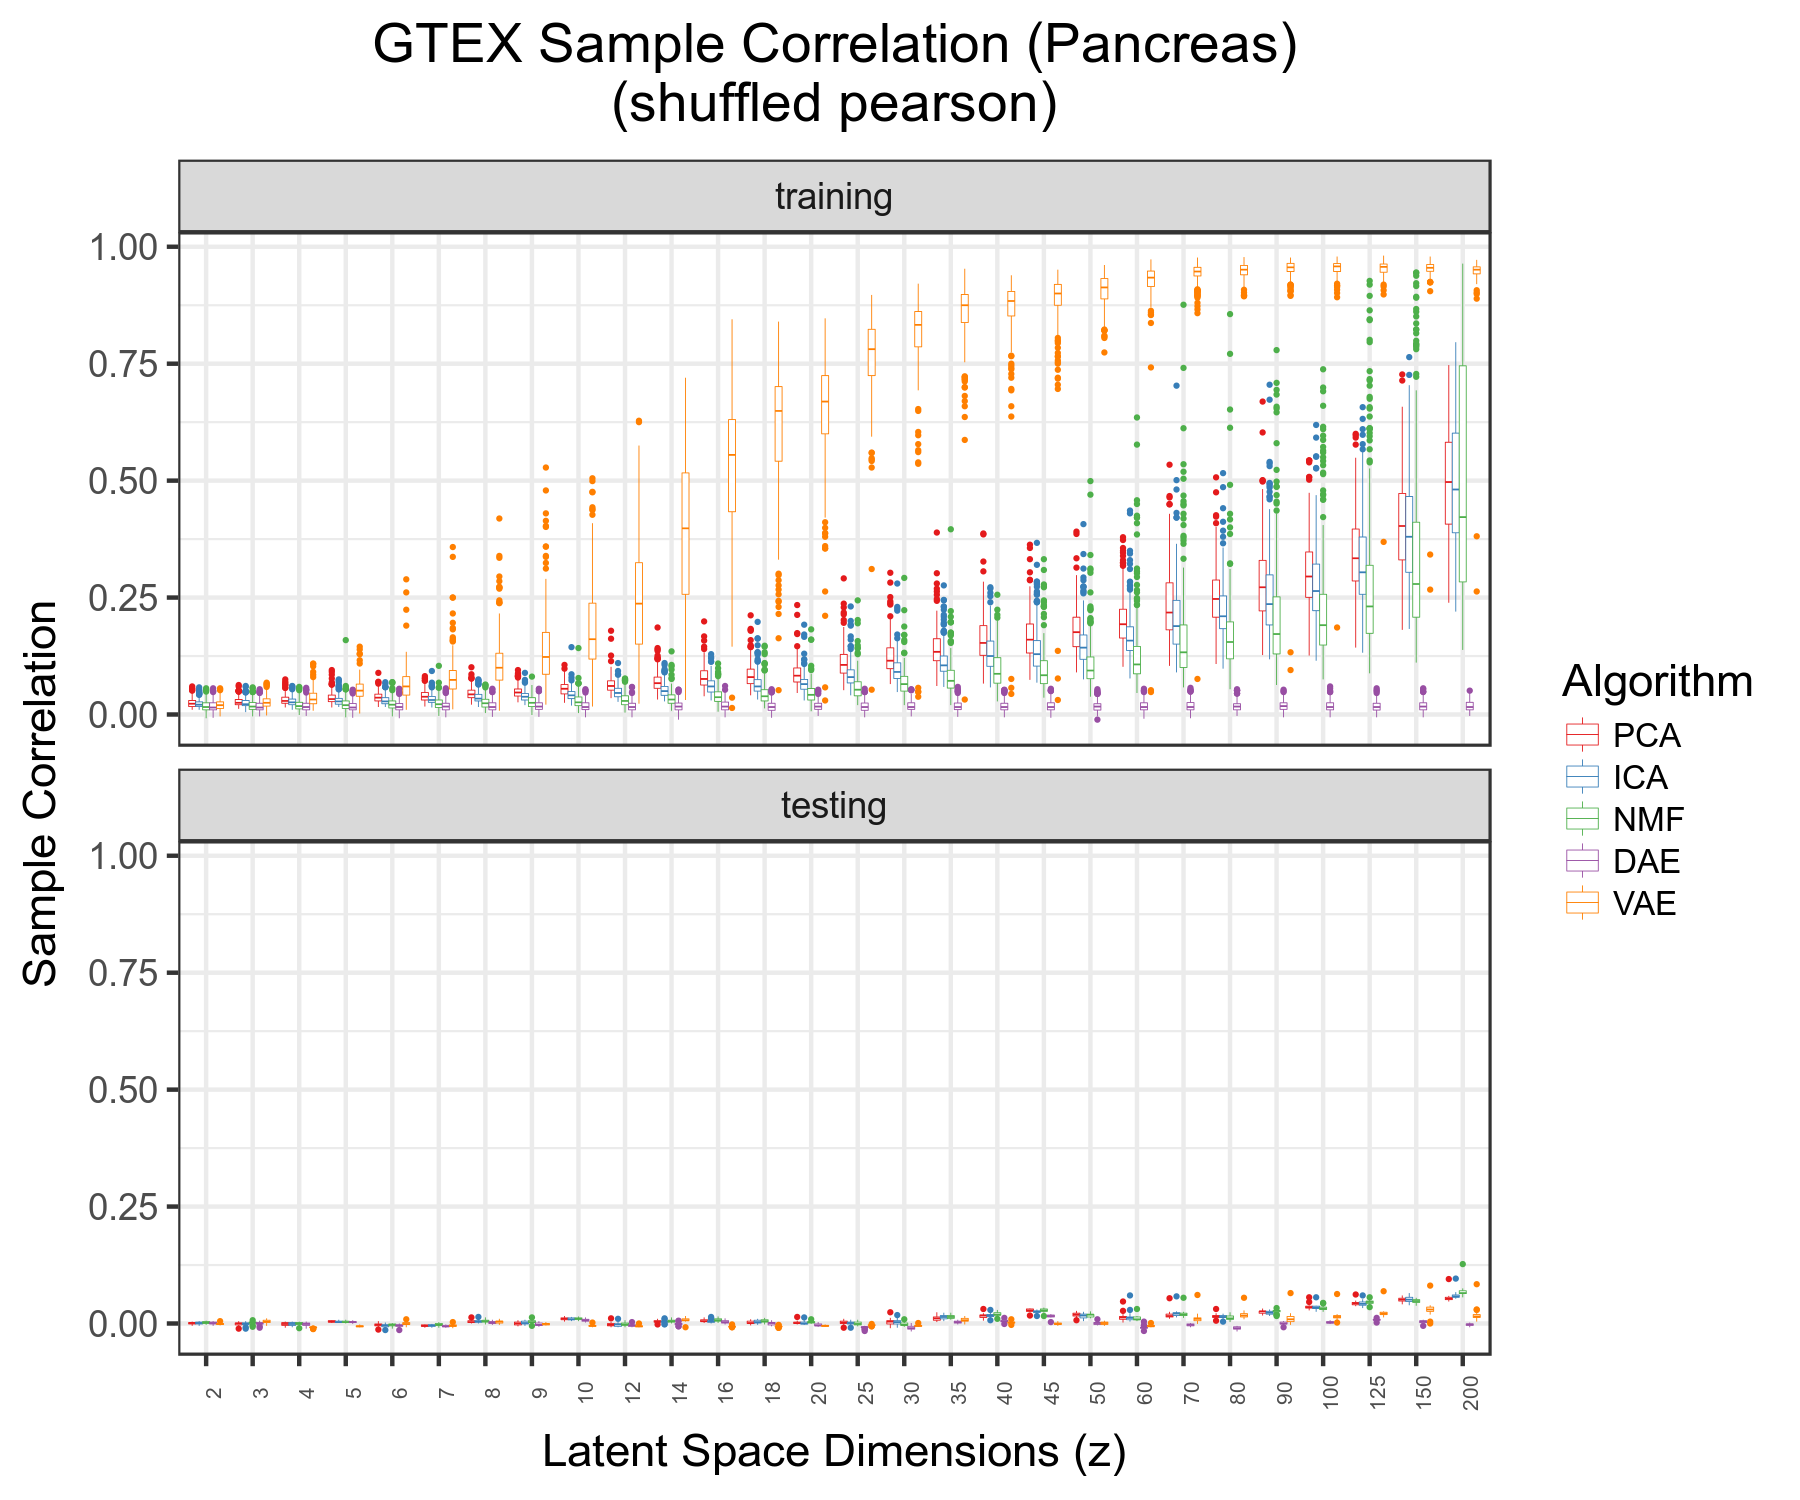 GTEX Sample Correlation (Pancreas)
(shuffled pearson)
training
1.00
0.75
0.50
0.25
0.00
testing
1.00
0.75
0.50
0.25
0.00
Sample Correlation
2 3 4 5 6 7 8 9 10 12 14 16 18 20 25 30 35 40 45 50 60 70 80 90 100 125 150 200
Latent Space Dimensions (z)
Algorithm
PCA
ICA
NMF
DAE
VAE